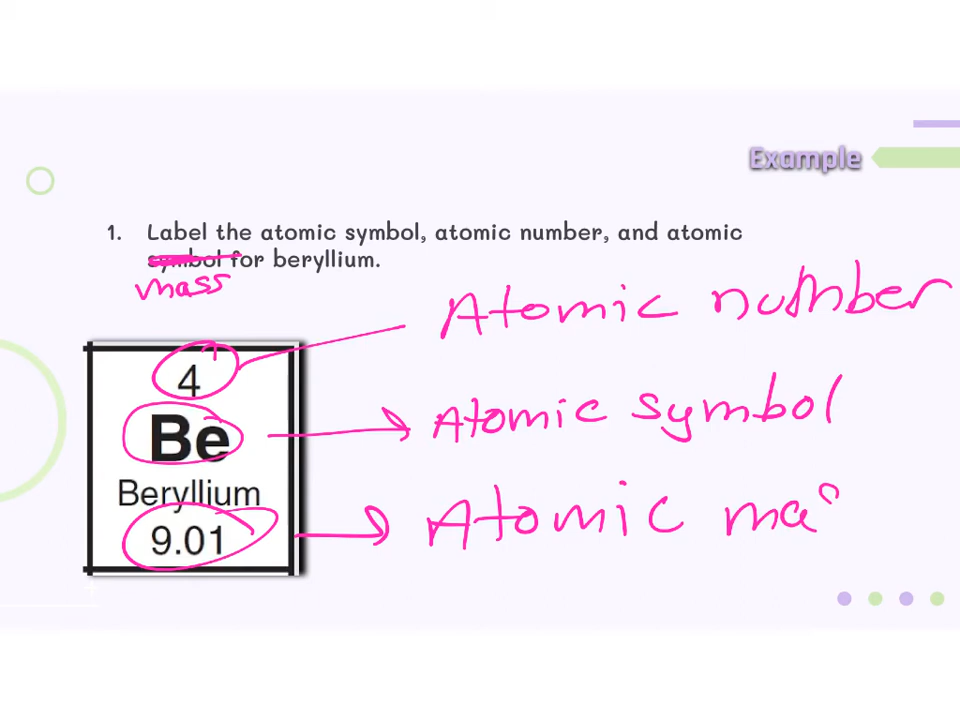 Example
1. Label the atomic symbol, atomic number, and atomic
symbol for beryllium.
mass
Atomic number
4
Be
Atomic symbol
Beryllium
9.01
Atomic mas